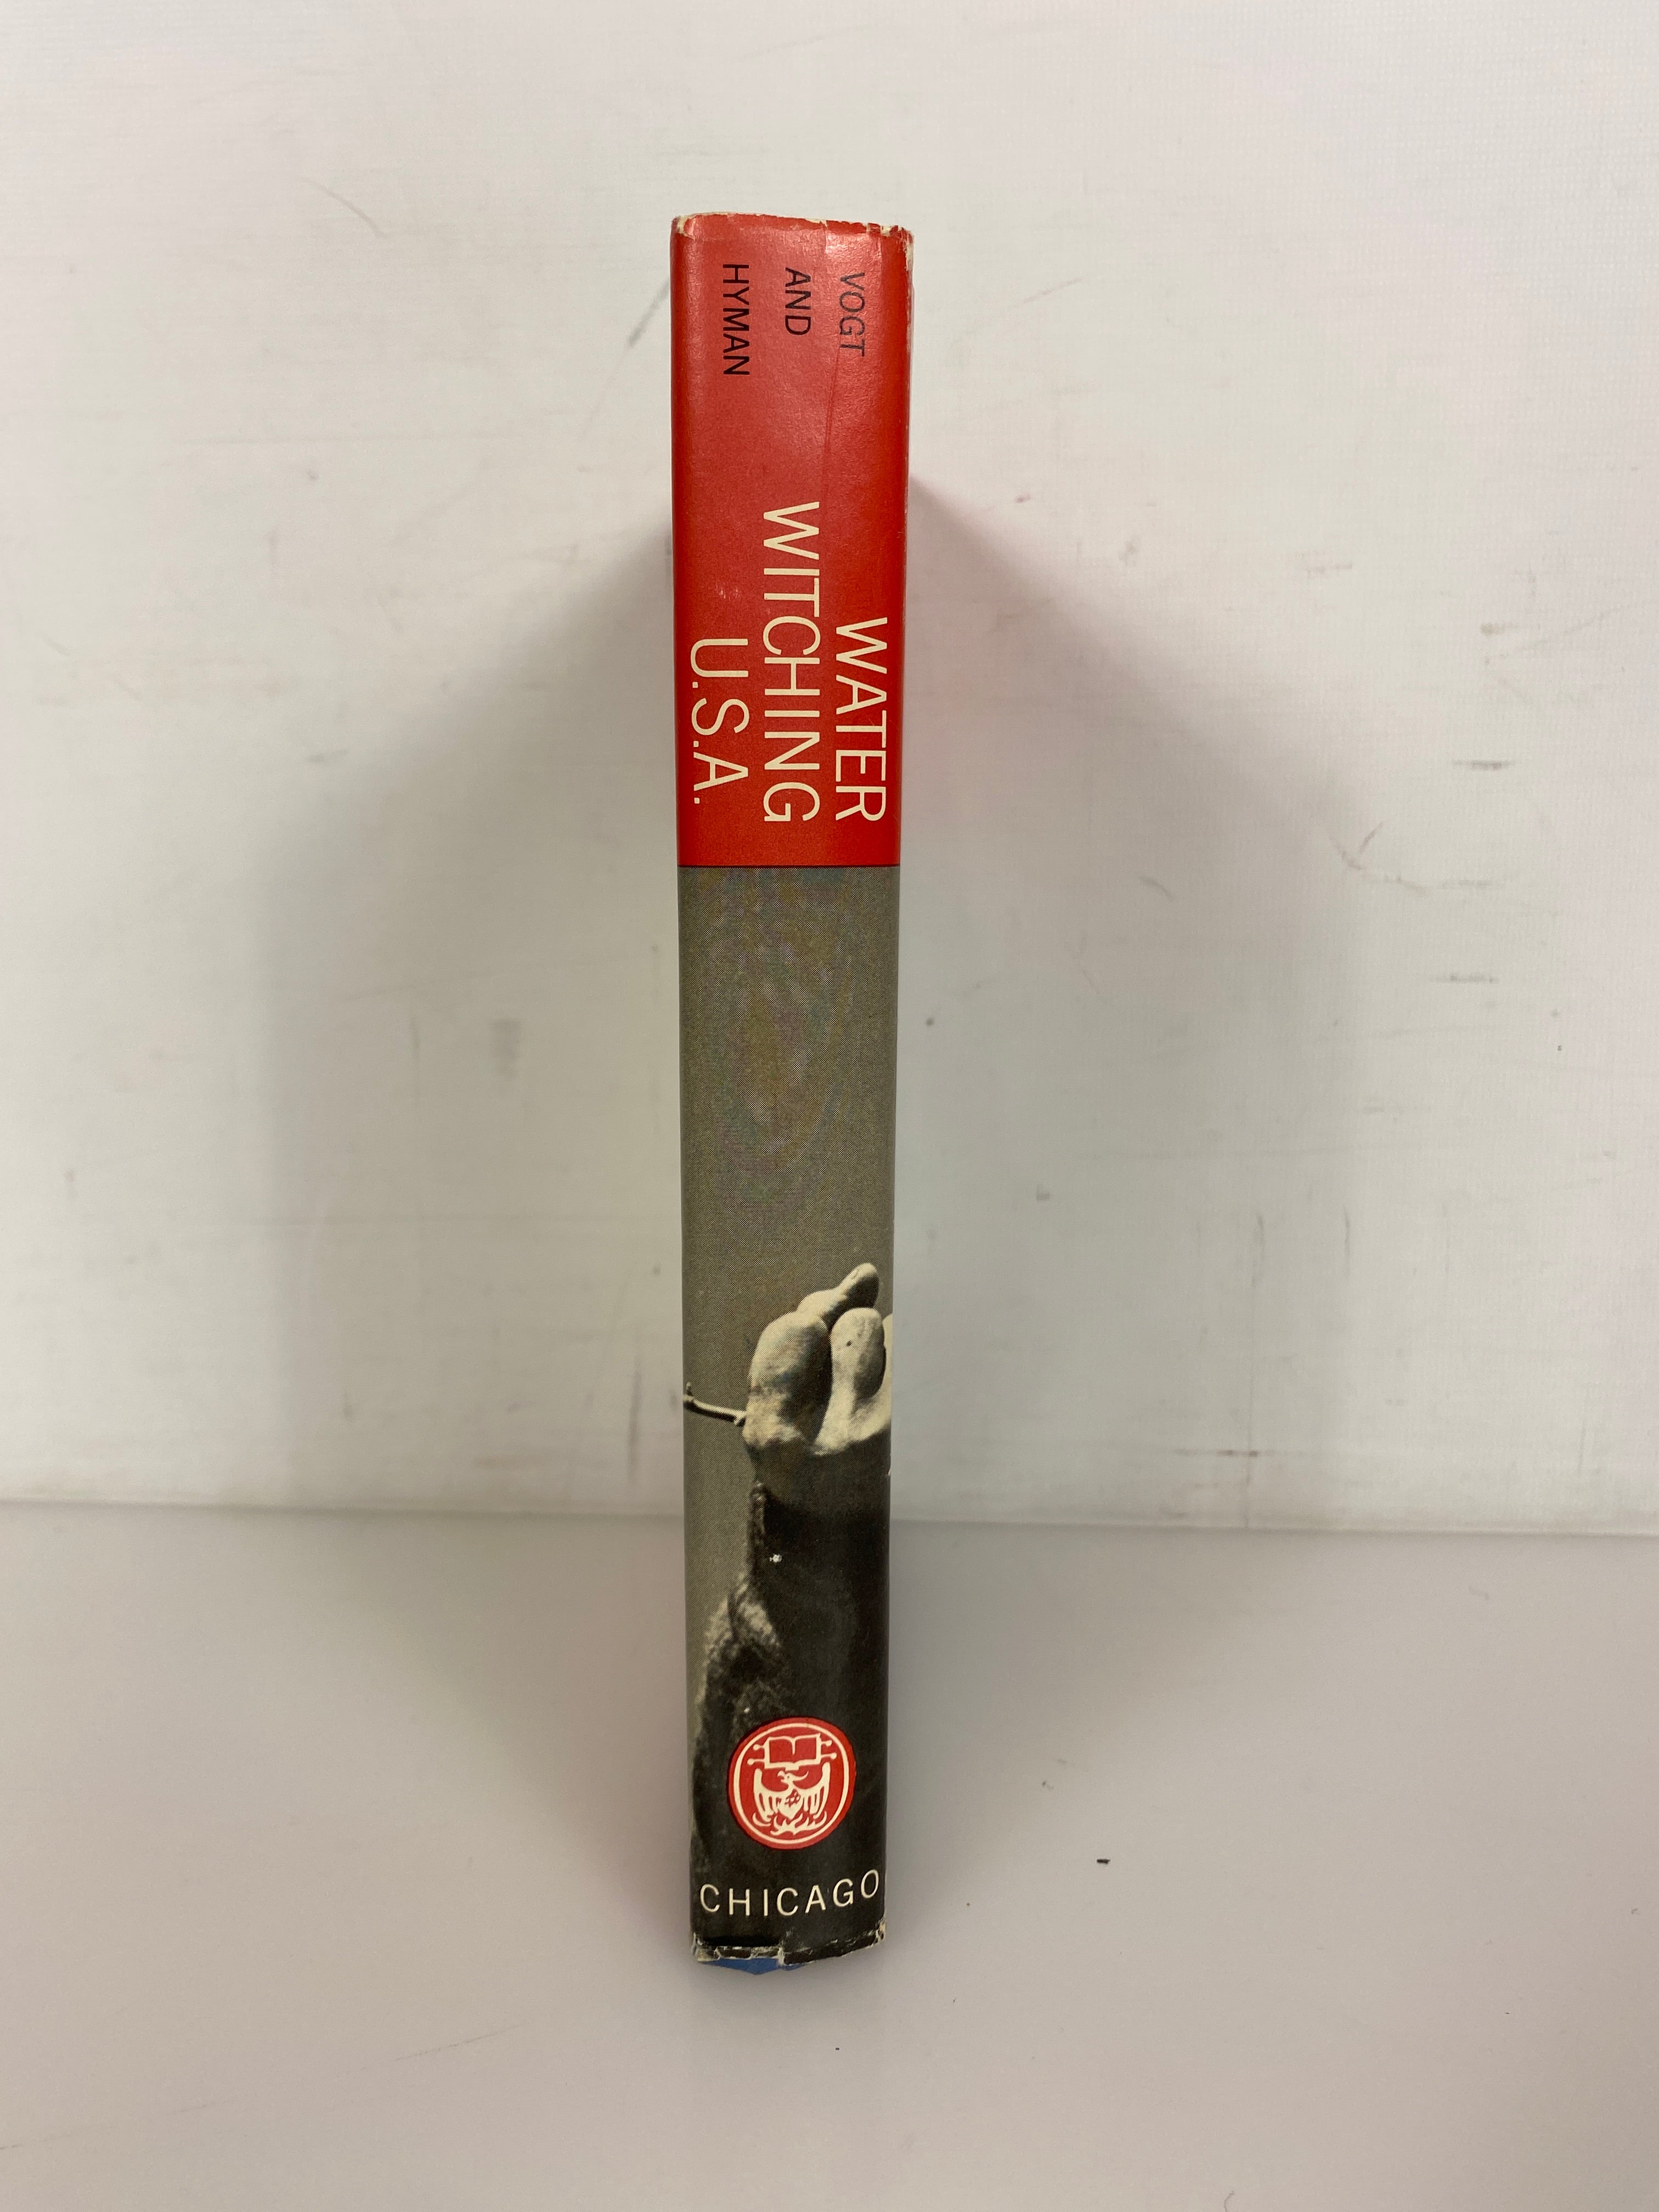 VOGT
AND
HYMAN
WATER
WITCHING
U.S.A.
CHICAGO